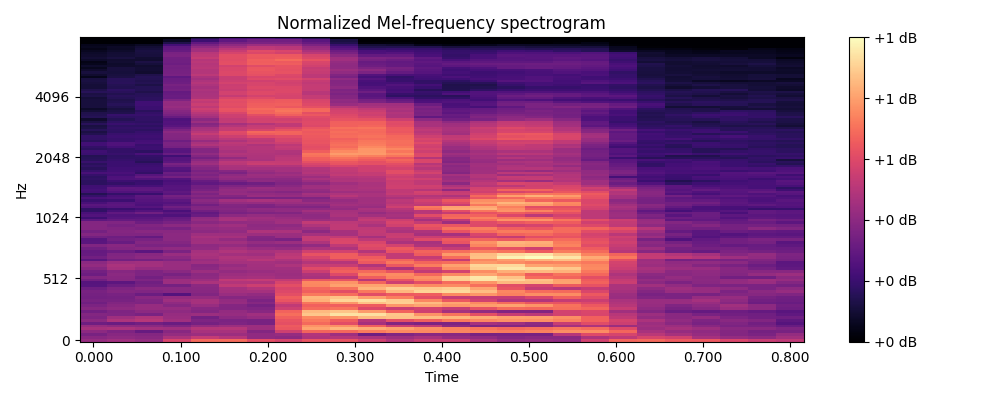 Normalized Mel-frequency spectrogram
Hz
4096
2048
1024
512
0
0.000 0.100 0.200 0.300 0.400 0.500 0.600 0.700 0.800
Time
+1 dB
+1 dB
+1 dB
+0 dB
+0 dB
+0 dB